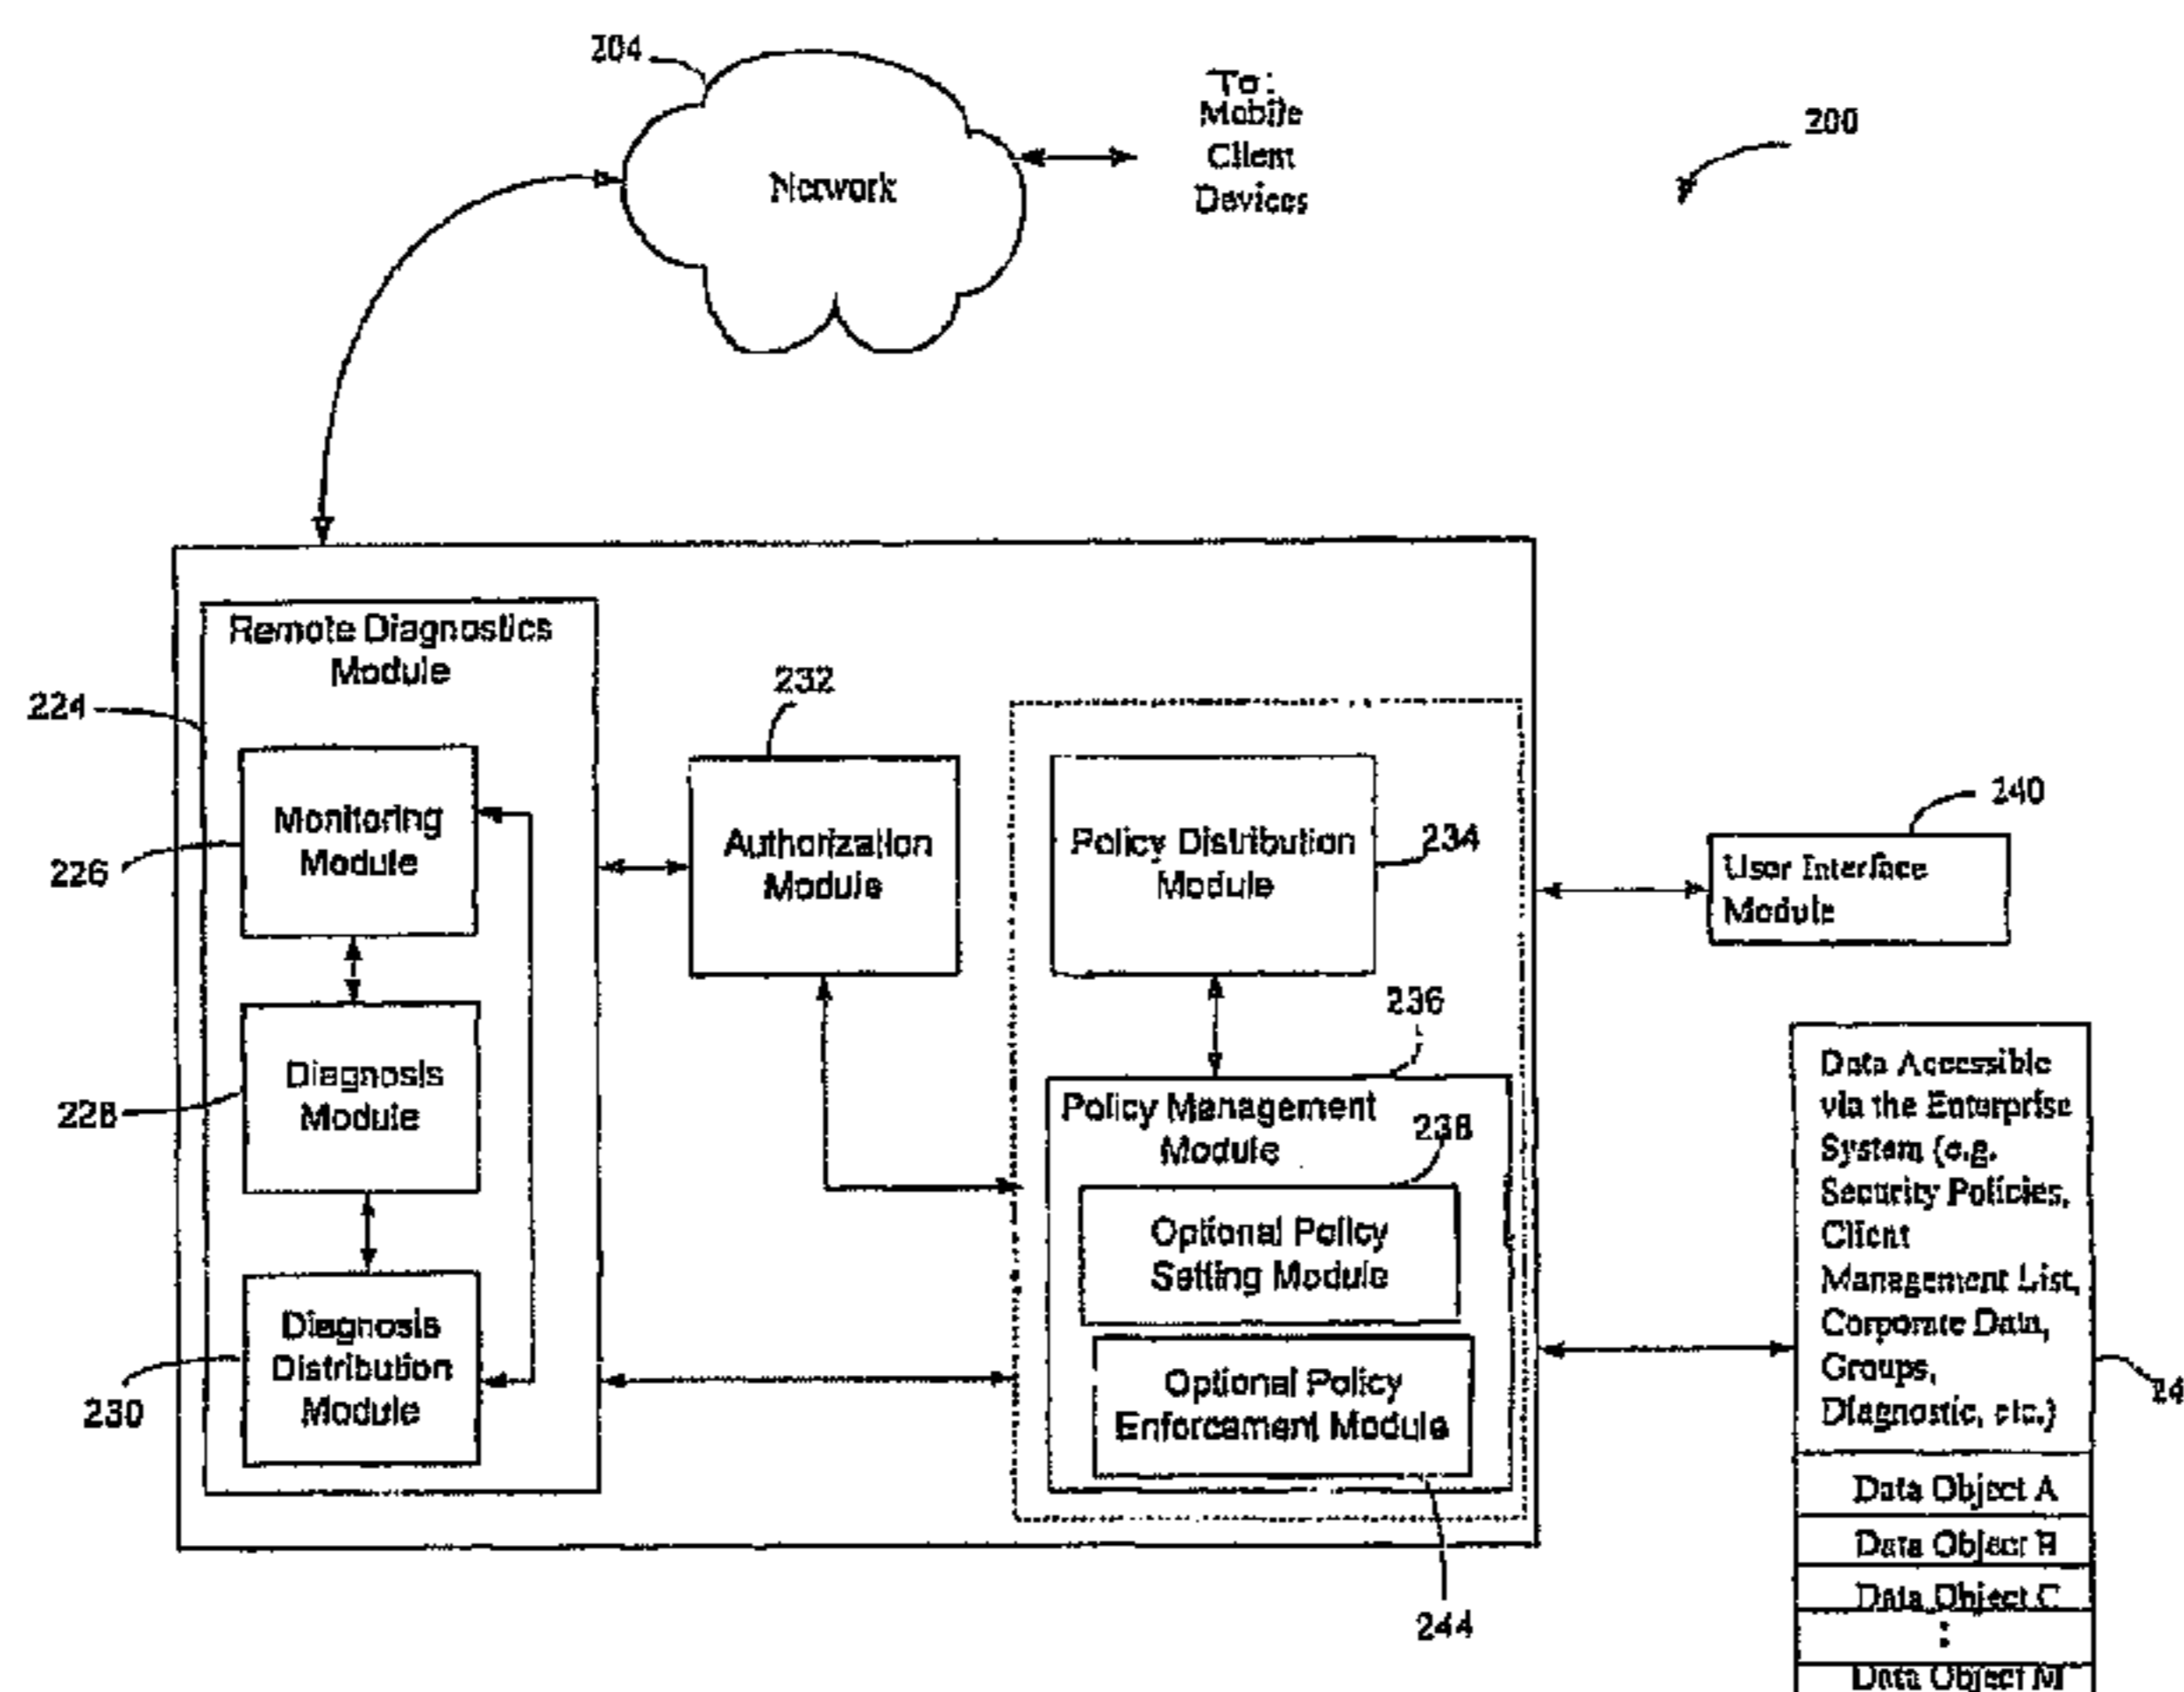 204
To:
Mobile
Client
Devices
200
Network
Remote Diagnostics
Module
224
232
Monitoring
Module
226
Authorization
Module
Policy Distribution
Module
234
240
User Interface
Module
236
Diagnosis
Module
228
Policy Management
Module
238
Optional Policy
Setting Module
Data Accessible
via the Enterprise
System (e.g.
Security Policies,
Client
Management List,
Corporate Data,
Groups,
Diagnostic, etc.)
Diagnosis
Distribution
Module
230
Optional Policy
Enforcement Module
244
24
Data Object A
Data Object B
Data Object C
Data Object M